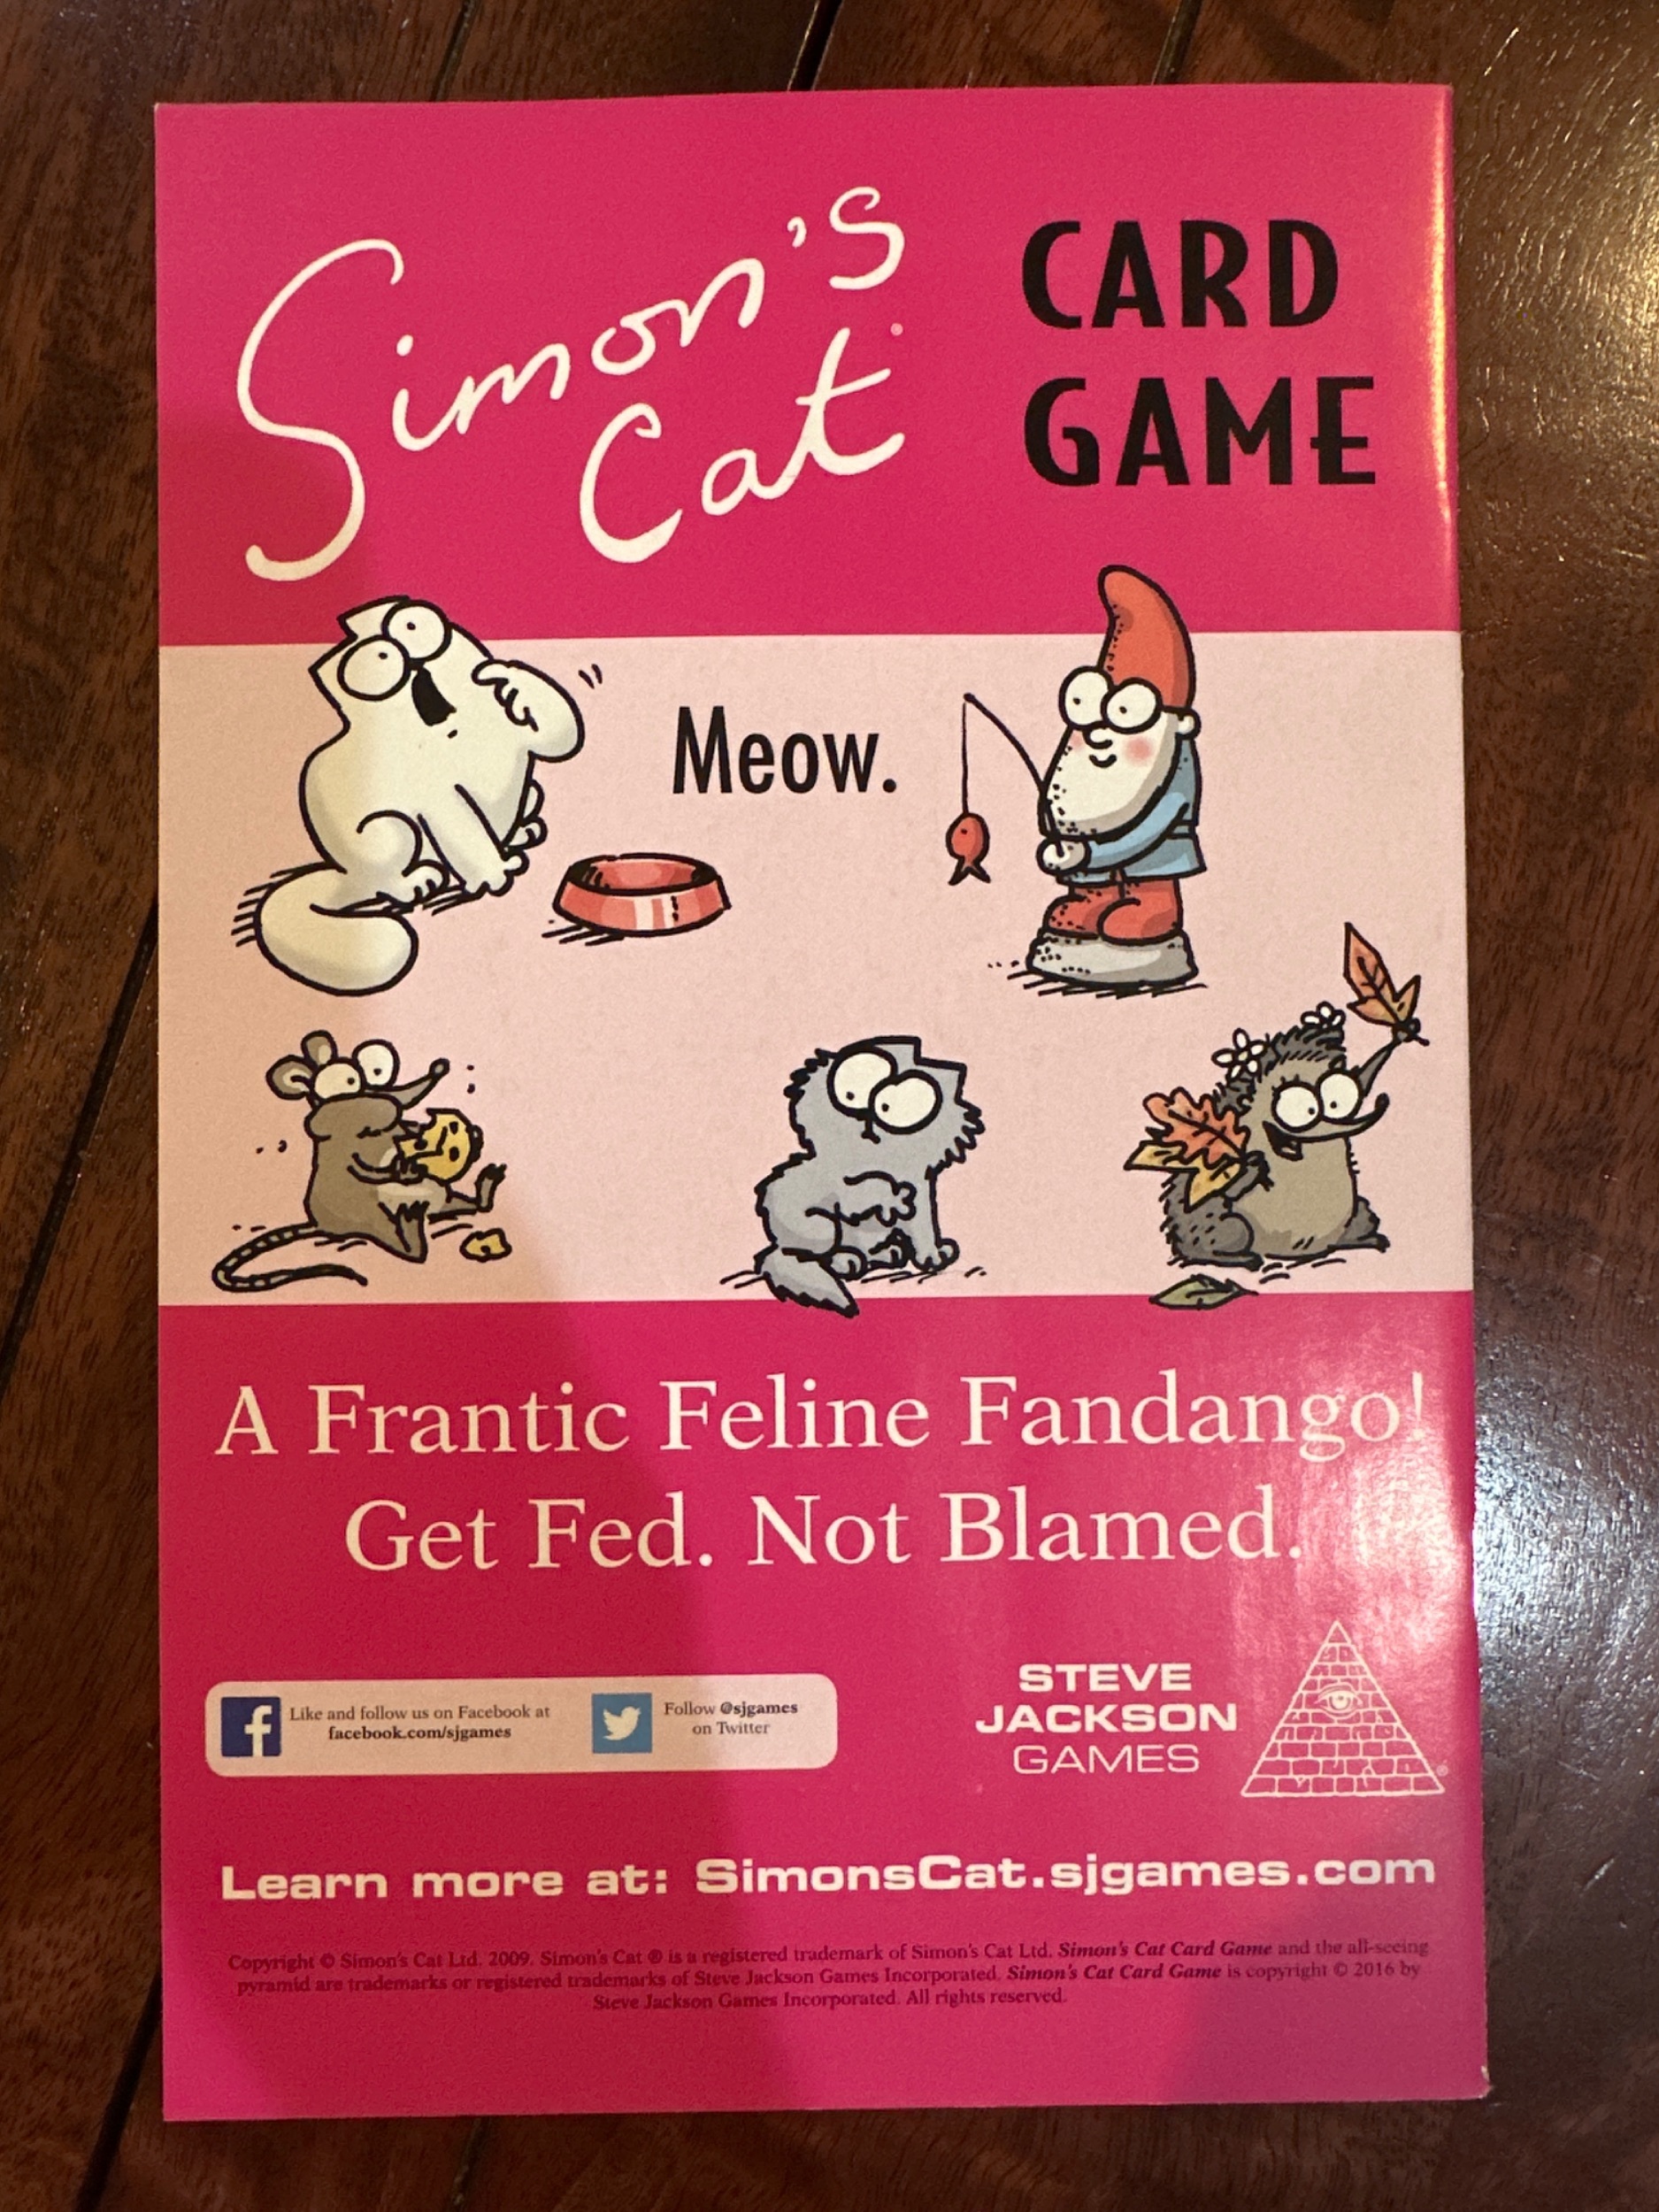 Simon's
Cat
CARD
GAME
Meow.
A Frantic Feline Fandango!
Get Fed. Not Blamed.
f
Like and follow us on Facebook at
facebook.com/sjgames
Follow @sjgames
on Twitter
STEVE
JACKSON
GAMES
®
Learn more at: SimonsCat.sjgames.com
Copyright © Simon's Cat Ltd. 2009. Simon's Cat ® is a registered trademark of Simon's Cat Ltd. Simon's Cat Card Game and the all-seeing
pyramid are trademarks or registered trademarks of Steve Jackson Games Incorporated. Simon's Cat Card Game is copyright © 2016 by
Steve Jackson Games Incorporated. All rights reserved.